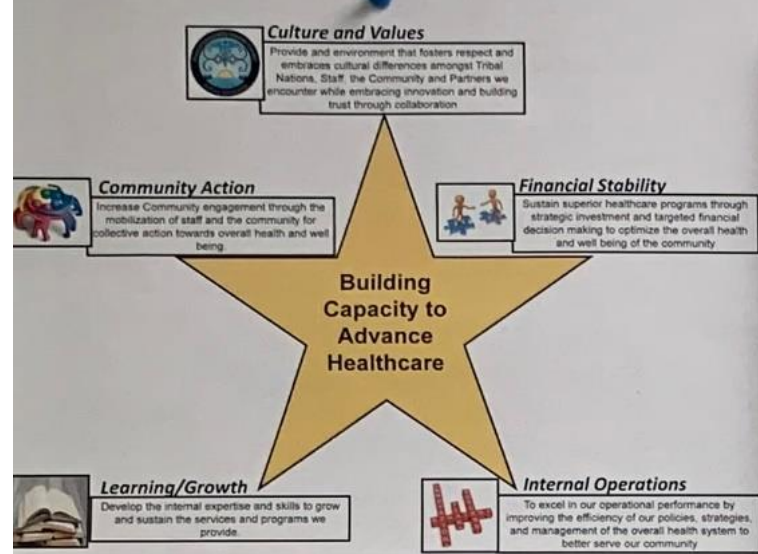 Culture and Values
Provide and environment that fosters respect and
embraces cultural differences amongst Tribal
Nations, Staff, the Community and Partners we
encounter while embracing innovation and building
trust through collaboration
Community Action
Increase Community engagement through the
mobilization of staff and the community for
collective action towards overall health and well
being.
Financial Stability
Sustain superior healthcare programs through
strategic investment and targeted financial
decision making to optimize the overall health
and well being of the community
Building
Capacity to
Advance
Healthcare
Learning/Growth
Develop the internal expertise and skills to grow
and sustain the services and programs we
provide.
Internal Operations
To excel in our operational performance by
improving the efficiency of our policies, strategies,
and management of the overall health system to
better serve our community